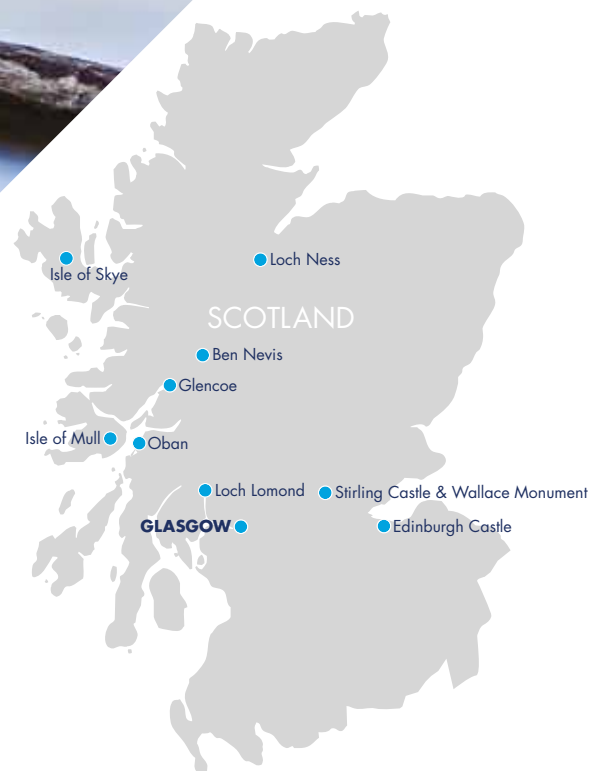 Loch Ness
Isle of Skye
SCOTLAND
Ben Nevis
Glencoe
Isle of Mull
Oban
Loch Lomond
Stirling Castle & Wallace Monument
GLASGOW
Edinburgh Castle